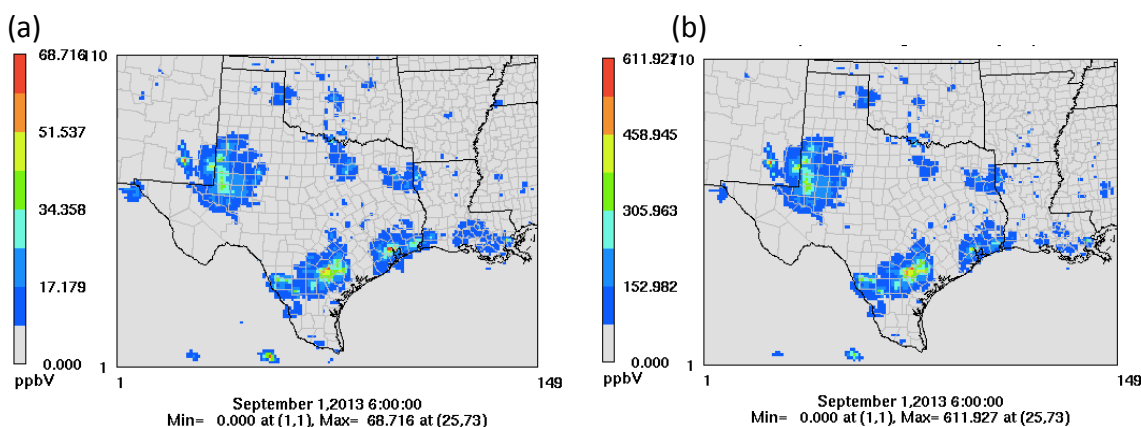 (a)
68.716
51.537
34.358
17.179
0.000
ppbV
110
1
1
149
September 1,2013 6:00:00
Min= 0.000 at (1,1), Max= 68.716 at (25,73)
(b)
611.927
458.945
305.963
152.982
0.000
ppbV
110
1
1
149
September 1,2013 6:00:00
Min= 0.000 at (1,1), Max= 611.927 at (25,73)